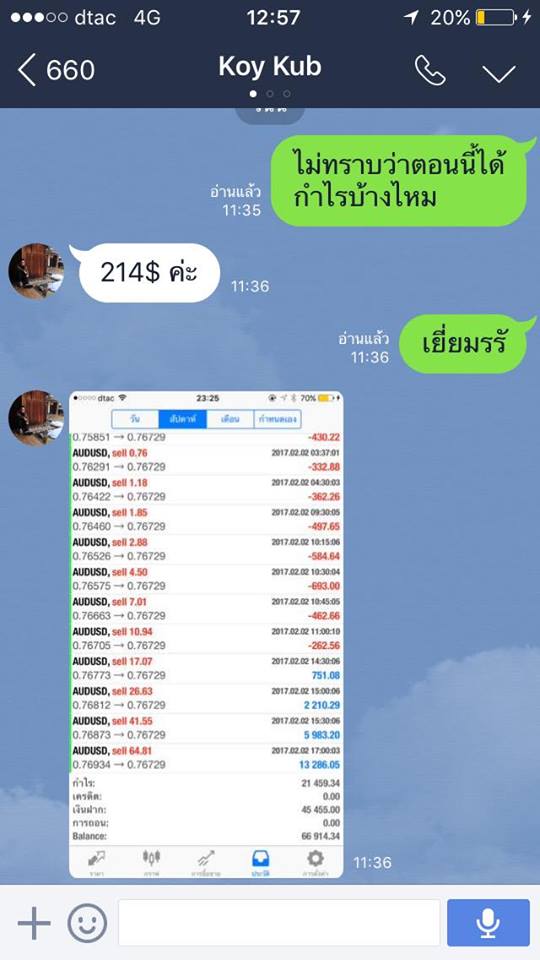 dtac 4G 12:57 20%
660 Koy Kub
ไม่ทราบว่าตอนนี้ได้
กำไรบ้างไหม
อ่านแล้ว
11:35
214$ ค่ะ
11:36
เยี่ยมรรั
อ่านแล้ว
11:36
dtac 23:25 70%
วัน สัปดาห์ เดือน กำหนดเอง
0.75851 → 0.76729 -430.22
AUDUSD, sell 0.76 2017.02.02 03:37:01
0.76291 → 0.76729 -332.88
AUDUSD, sell 1.18 2017.02.02 04:30:03
0.76422 → 0.76729 -362.26
AUDUSD, sell 1.85 2017.02.02 09:30:05
0.76460 → 0.76729 -497.65
AUDUSD, sell 2.88 2017.02.02 10:15:06
0.76526 → 0.76729 -584.64
AUDUSD, sell 4.50 2017.02.02 10:30:04
0.76575 → 0.76729 -693.00
AUDUSD, sell 7.01 2017.02.02 10:45:05
0.76663 → 0.76729 -462.66
AUDUSD, sell 10.94 2017.02.02 11:00:10
0.76705 → 0.76729 -262.56
AUDUSD, sell 17.07 2017.02.02 14:30:06
0.76773 → 0.76729 751.08
AUDUSD, sell 26.63 2017.02.02 15:00:06
0.76812 → 0.76729 2 210.29
AUDUSD, sell 41.55 2017.02.02 15:30:06
0.76873 → 0.76729 5 983.20
AUDUSD, sell 64.81 2017.02.02 17:00:03
0.76934 → 0.76729 13 286.05
กำไร: 21 459.34
เครดิต: 0.00
เงินฝาก: 45 455.00
การถอน: 0.00
Balance: 66 914.34
ราคา กราฟ การซื้อขาย ประวัติ การตั้งค่า
11:36